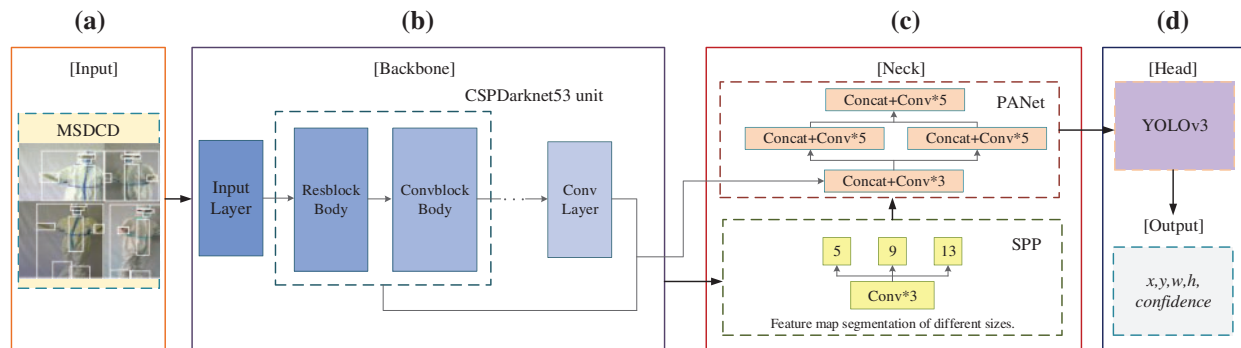 (a)
(b)
(c)
(d)
[Input]
[Backbone]
[Neck]
[Head]
MSDCD
CSPDarknet53 unit
Input
Layer
Resblock
Body
Convblock
Body
...
Conv
Layer
PANet
Concat+Conv*5
Concat+Conv*5
Concat+Conv*5
Concat+Conv*3
SPP
5
9
13
Conv*3
Feature map segmentation of different sizes.
YOLOv3
[Output]
x,y,w,h,
confidence